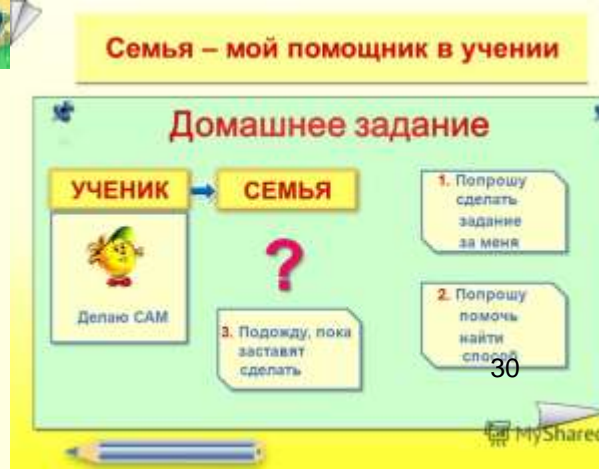 Семья – мой помощник в учении
Домашнее задание
УЧЕНИК
СЕМЬЯ
Делаю САМ
?
3. Подожду, пока
заставят
сделать
1. Попрошу
сделать
задание
за меня
2. Попрошу
помочь
найти
способ
30
MyShared